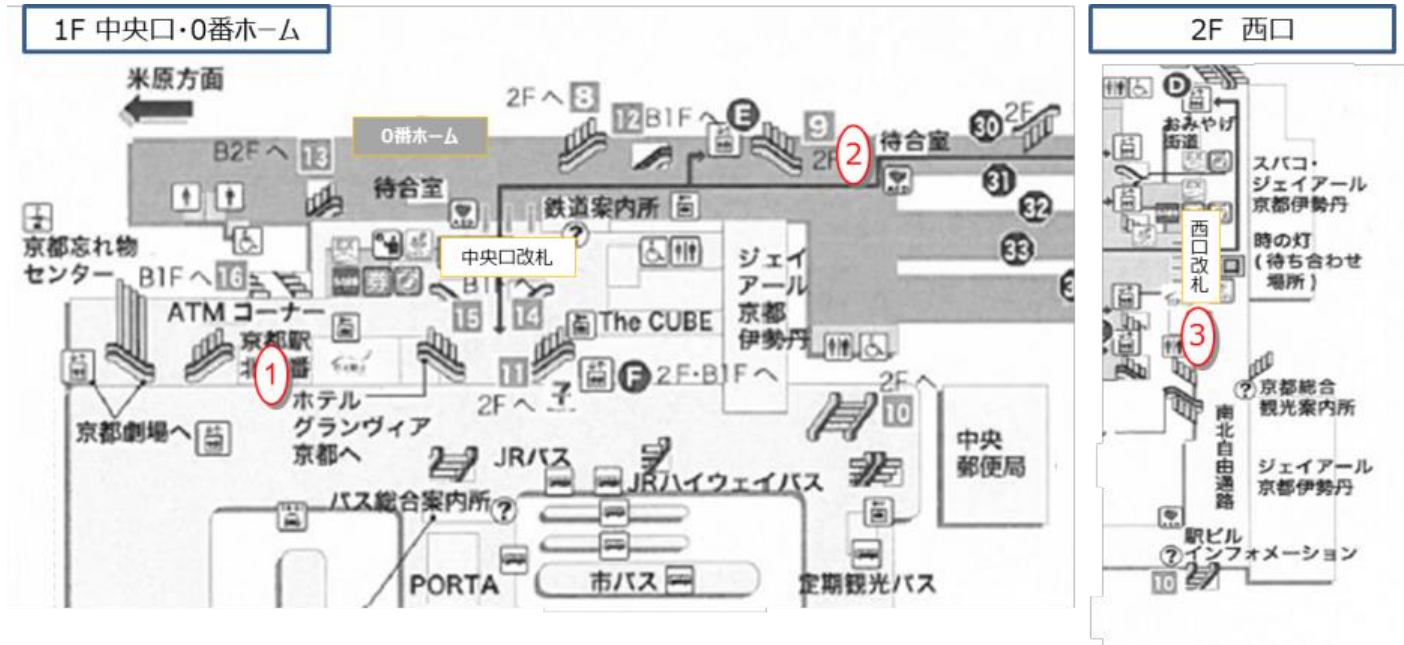 1F 中央口・0番ホーム
米原方面
0番ホーム
2Fへ 8
12 B1Fへ E
9
2F
2
待合室
30 2F
31
32
33
B2Fへ 13
待合室
鉄道案内所
?
京都忘れ物
センター
B1Fへ 16
中央口改札
ATM コーナー
京都駅
1
15
14
The CUBE
ジェイ
アール
京都
伊勢丹
11
F 2F・B1Fへ
2Fへ
2Fへ
10
京都劇場へ
ホテル
グランヴィア
京都へ
JRバス
JRハイウェイバス
中央
郵便局
バス総合案内所
?
PORTA
市バス
定期観光バス
2F 西口
D
おみやげ
街道
スバコ・
ジェイアール
京都伊勢丹
西口改札
時の灯
(待ち合わせ
場所)
3
?京都総合
観光案内所
南北自由通路
ジェイアール
京都伊勢丹
駅ビル
?インフォメーション
10